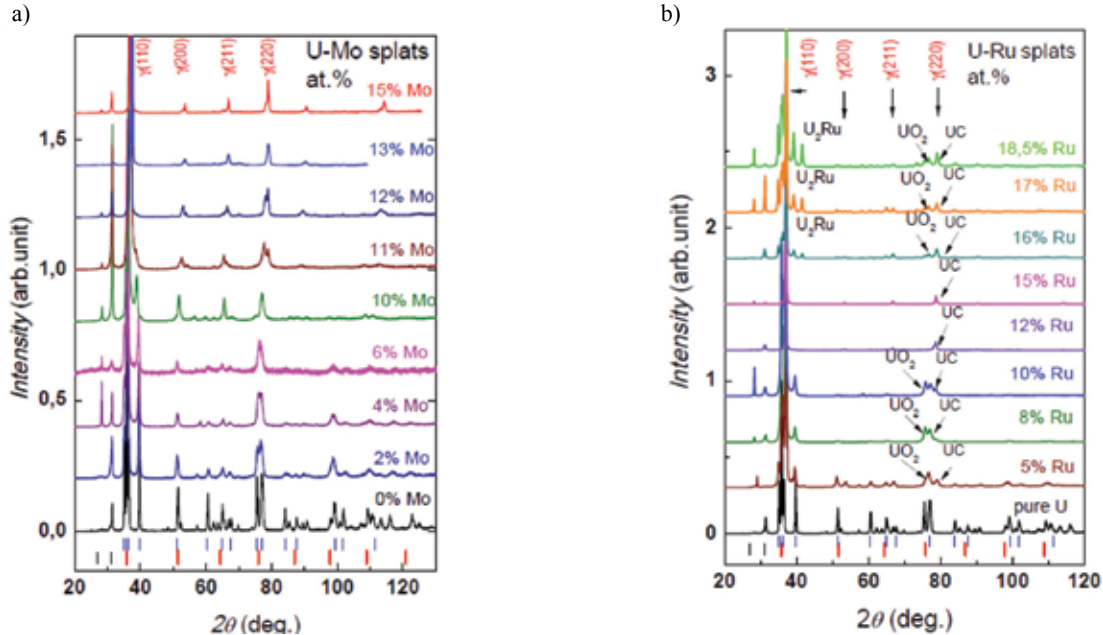 a)
U-Mo splats
at.%
γ(110)
γ(200)
γ(211)
γ(220)
15% Mo
13% Mo
12% Mo
11% Mo
10% Mo
6% Mo
4% Mo
2% Mo
0% Mo
1,5
1,0
0,5
0,0
Intensity (arb.unit)
20 40 60 80 100 120
2θ (deg.)
b)
U-Ru splats
at.%
γ(110)
γ(200)
γ(211)
γ(220)
U₂Ru UO₂ UC
18,5% Ru
U₂Ru UO₂ UC
17% Ru
U₂Ru UO₂ UC
16% Ru
UC
15% Ru
UC
12% Ru
UO₂ UC
10% Ru
UO₂ UC
8% Ru
UO₂ UC
5% Ru
pure U
3
2
1
0
Intensity (arb.unit)
20 40 60 80 100 120
2θ (deg.)